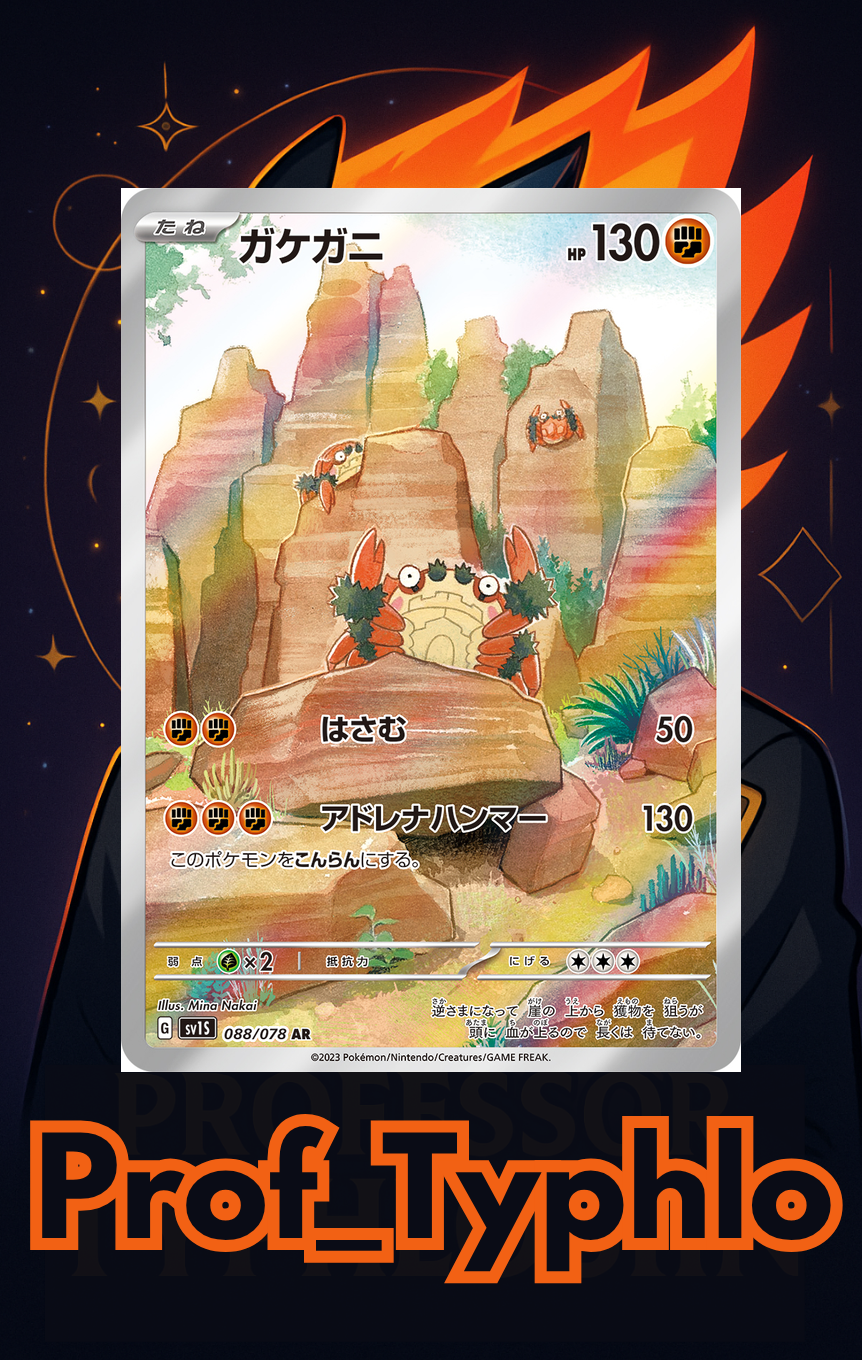 たね ガケガニ HP 130
はさむ 50
アドレナハンマー 130
このポケモンをこんらんにする。
弱点 ×2 抵抗力 にげる
Illus. Mina Nakai
逆さまになって 崖の 上から 獲物を 狙うが
頭に 血が上るので 長くは 待てない。
G sv1S 088/078 AR
©2023 Pokémon/Nintendo/Creatures/GAME FREAK.
PROFESSOR
Prof_Typhlo